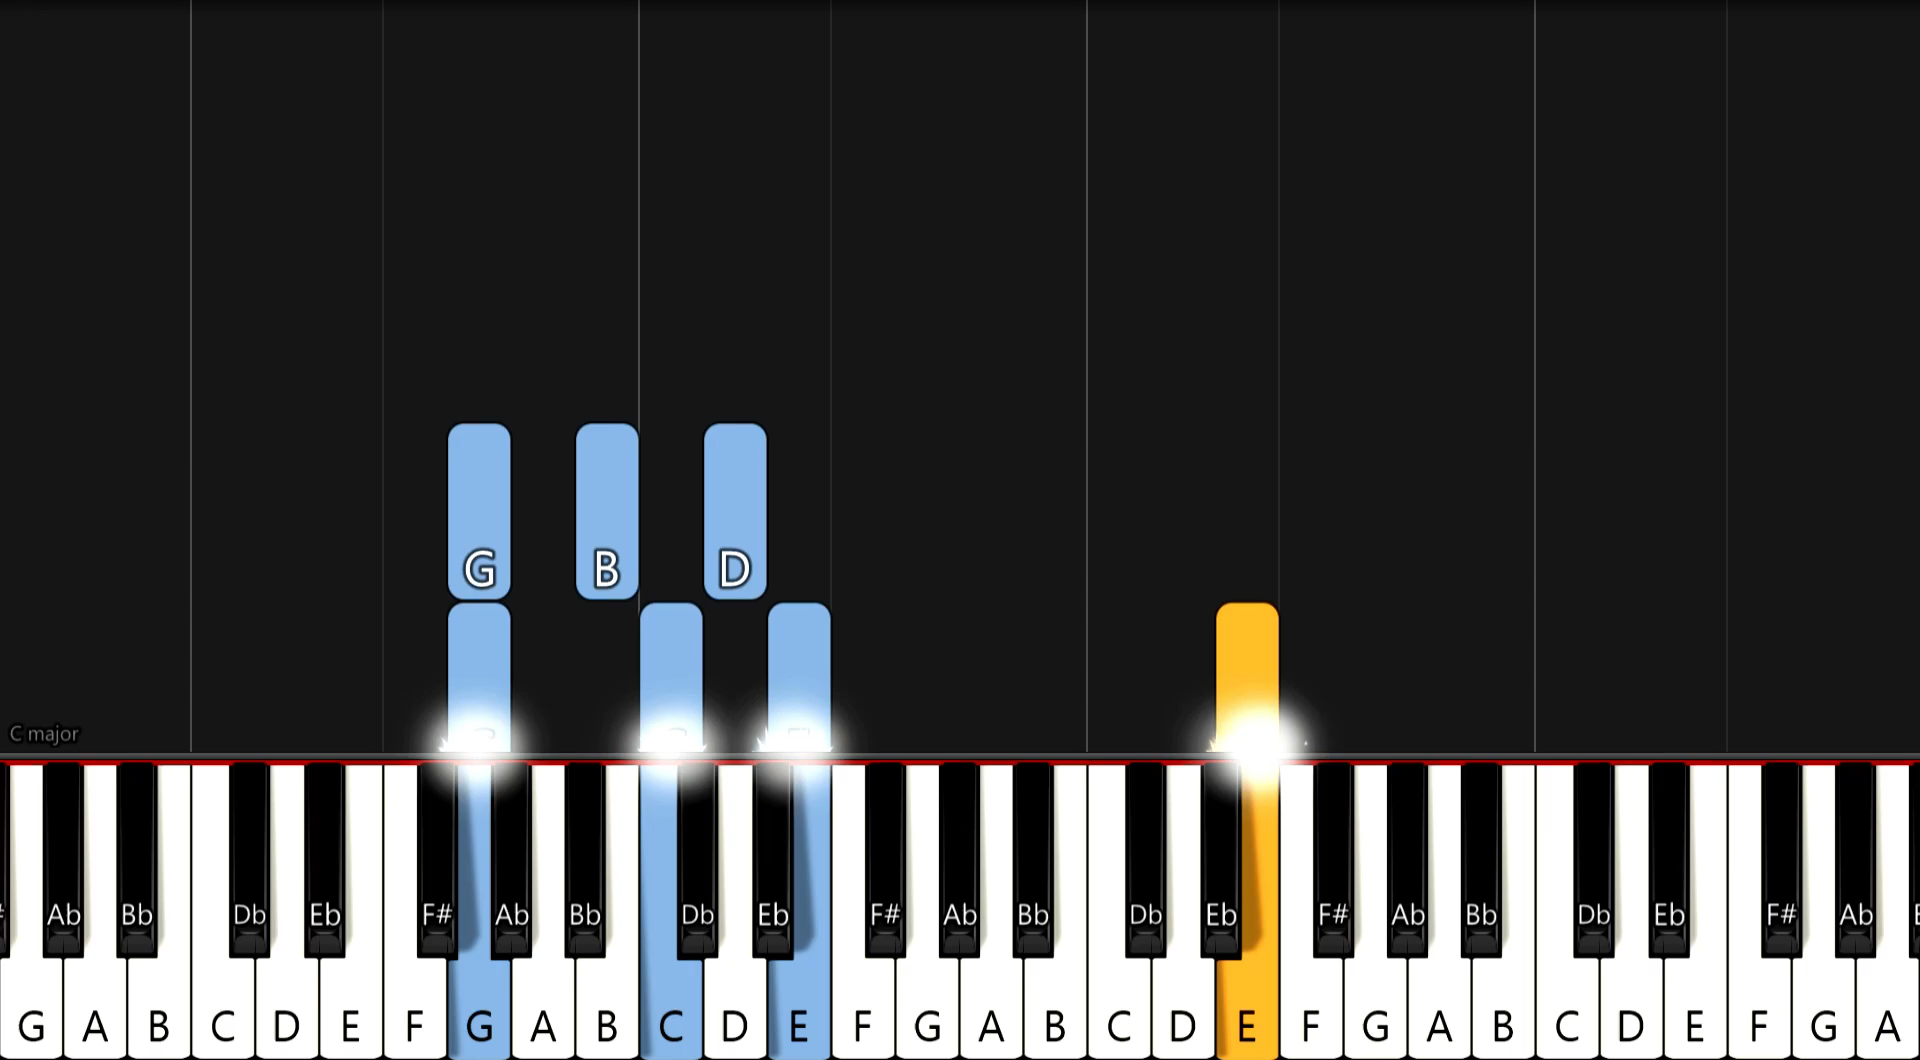 G B D
C major
Ab Bb Db Eb F# Ab Bb Db Eb F# Ab Bb Db Eb F# Ab Bb Db Eb F# Ab
G A B C D E F G A B C D E F G A B C D E F G A B C D E F G A